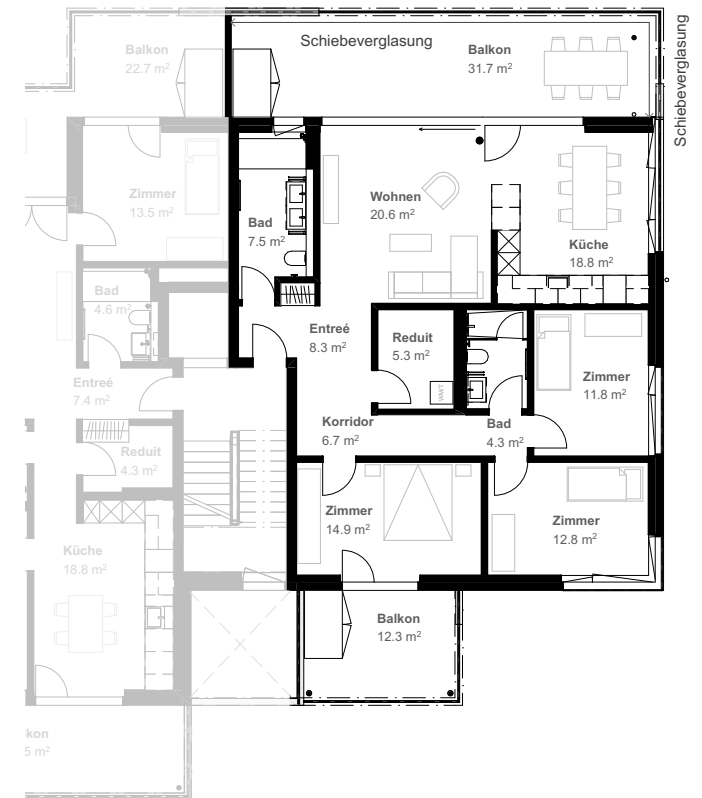 Schiebeverglasung
Schiebeverglasung
Balkon
22.7 m²
Balkon
31.7 m²
Zimmer
13.5 m²
Wohnen
20.6 m²
Bad
7.5 m²
Küche
18.8 m²
Bad
4.6 m²
Entreé
8.3 m²
Reduit
5.3 m²
WM/T
Zimmer
11.8 m²
Entreé
7.4 m²
Korridor
6.7 m²
Bad
4.3 m²
Reduit
4.3 m²
Zimmer
14.9 m²
Zimmer
12.8 m²
Küche
18.8 m²
Balkon
12.3 m²
kon
5 m²